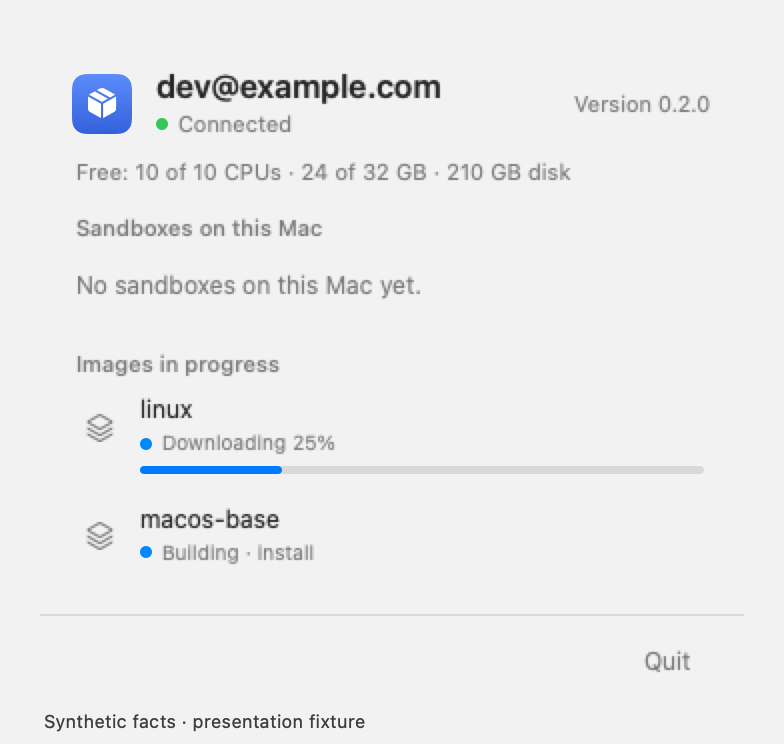 dev@example.com
Connected
Version 0.2.0
Free: 10 of 10 CPUs · 24 of 32 GB · 210 GB disk
Sandboxes on this Mac
No sandboxes on this Mac yet.
Images in progress
linux
Downloading 25%
macos-base
Building · install
Quit
Synthetic facts · presentation fixture